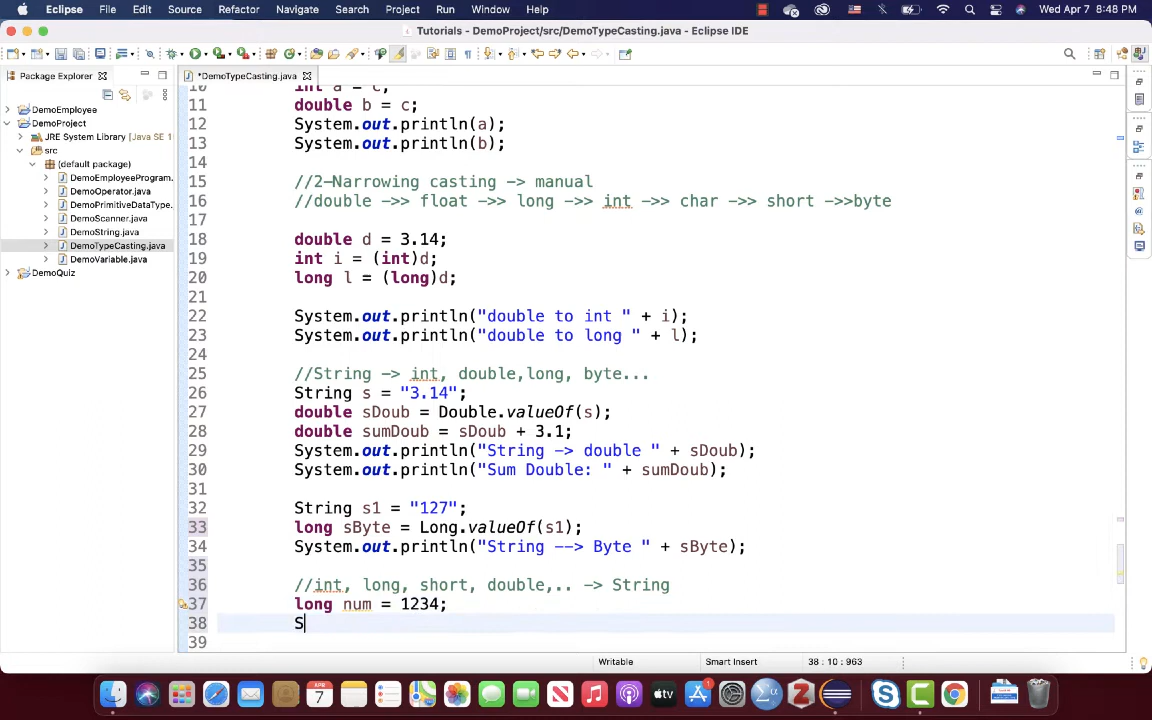 Eclipse File Edit Source Refactor Navigate Search Project Run Window Help Wed Apr 7 8:48 PM
Tutorials - DemoProject/src/DemoTypeCasting.java - Eclipse IDE
Package Explorer
*DemoTypeCasting.java
DemoEmployee
DemoProject
JRE System Library [Java SE 1
src
(default package)
DemoEmployeeProgram.
DemoOperator.java
DemoPrimitiveDataType.
DemoScanner.java
DemoString.java
DemoTypeCasting.java
DemoVariable.java
DemoQuiz
10 int a = c;
11 double b = c;
12 System.out.println(a);
13 System.out.println(b);
14
15 //2-Narrowing casting -> manual
16 //double ->> float ->> long ->> int ->> char ->> short ->>byte
17
18 double d = 3.14;
19 int i = (int)d;
20 long l = (long)d;
21
22 System.out.println("double to int " + i);
23 System.out.println("double to long " + l);
24
25 //String -> int, double,long, byte...
26 String s = "3.14";
27 double sDoub = Double.valueOf(s);
28 double sumDoub = sDoub + 3.1;
29 System.out.println("String -> double " + sDoub);
30 System.out.println("Sum Double: " + sumDoub);
31
32 String s1 = "127";
33 long sByte = Long.valueOf(s1);
34 System.out.println("String --> Byte " + sByte);
35
36 //int, long, short, double,.. -> String
37 long num = 1234;
38 S
39
Writable Smart Insert 38 : 10 : 963